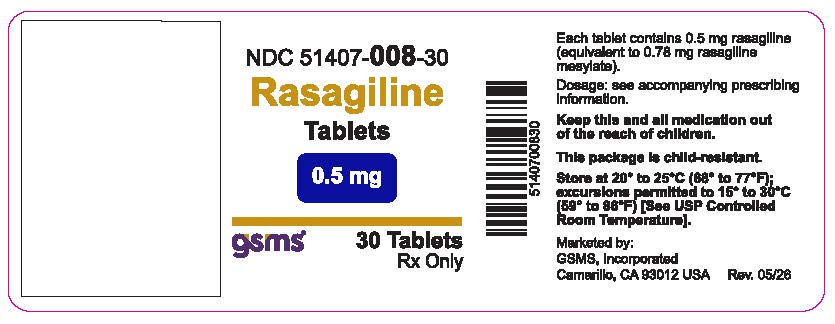 NDC 51407-008-30
Rasagiline
Tablets
0.5 mg
gsms
30 Tablets
Rx Only
5140700830
Each tablet contains 0.5 mg rasagiline
(equivalent to 0.78 mg rasagiline
mesylate).
Dosage: see accompanying prescribing
information.
Keep this and all medication out
of the reach of children.
This package is child-resistant.
Store at 20° to 25°C (68° to 77°F);
excursions permitted to 15° to 30°C
(59° to 86°F) [See USP Controlled
Room Temperature].
Marketed by:
GSMS, Incorporated
Camarillo, CA 93012 USA Rev. 05/26